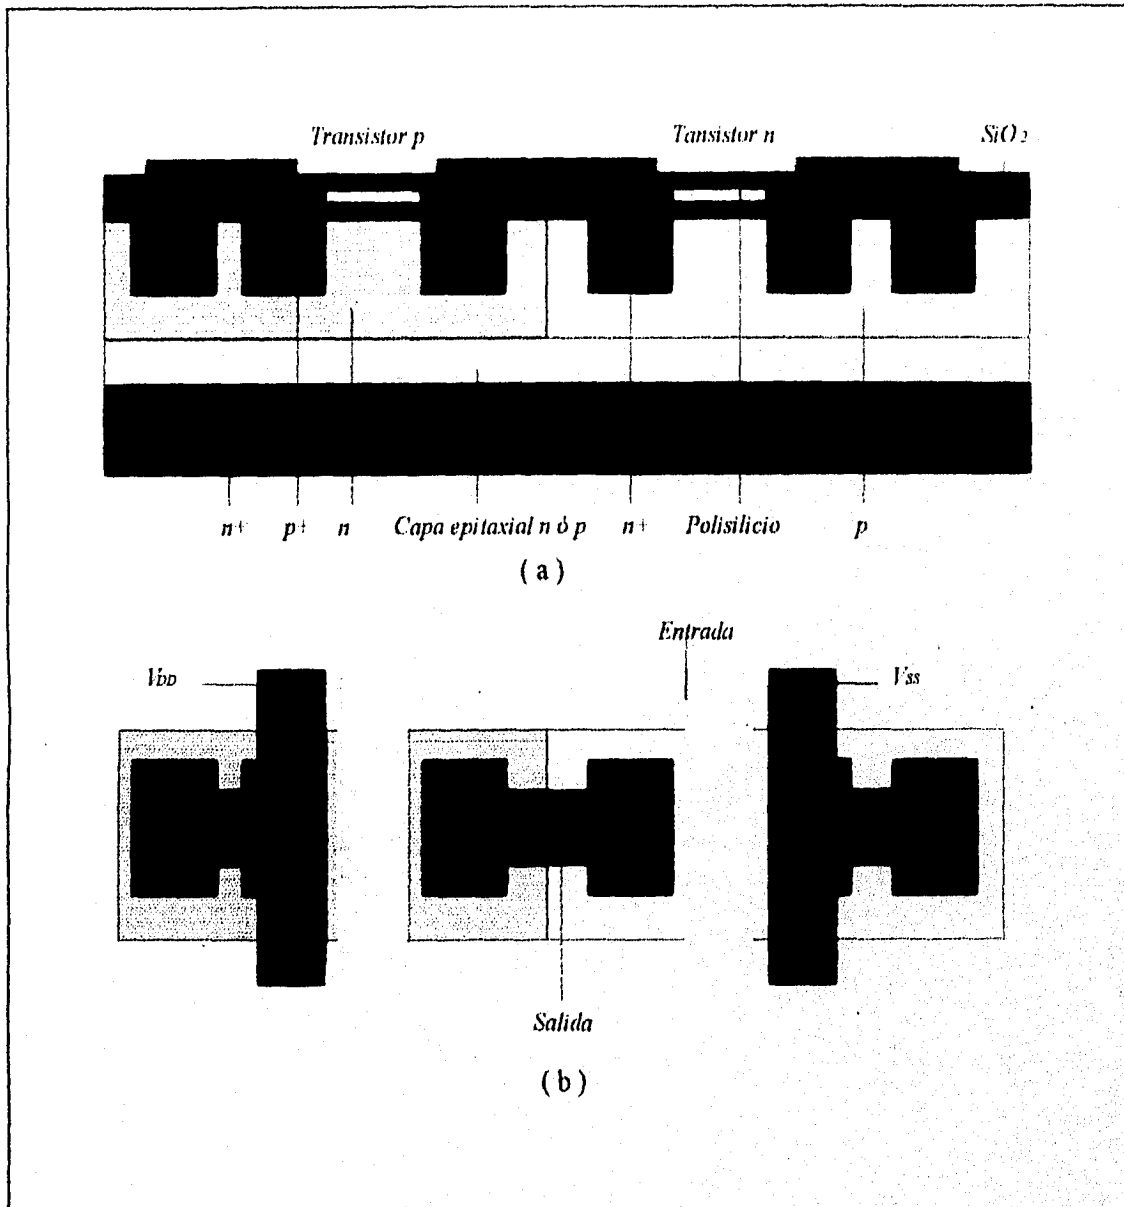 Transistor p Tansistor n SiO2
n+ p+ n Capa epitaxial n ó p n+ Polisilicio p
(a)
Entrada
VDD Vss
Salida
(b)